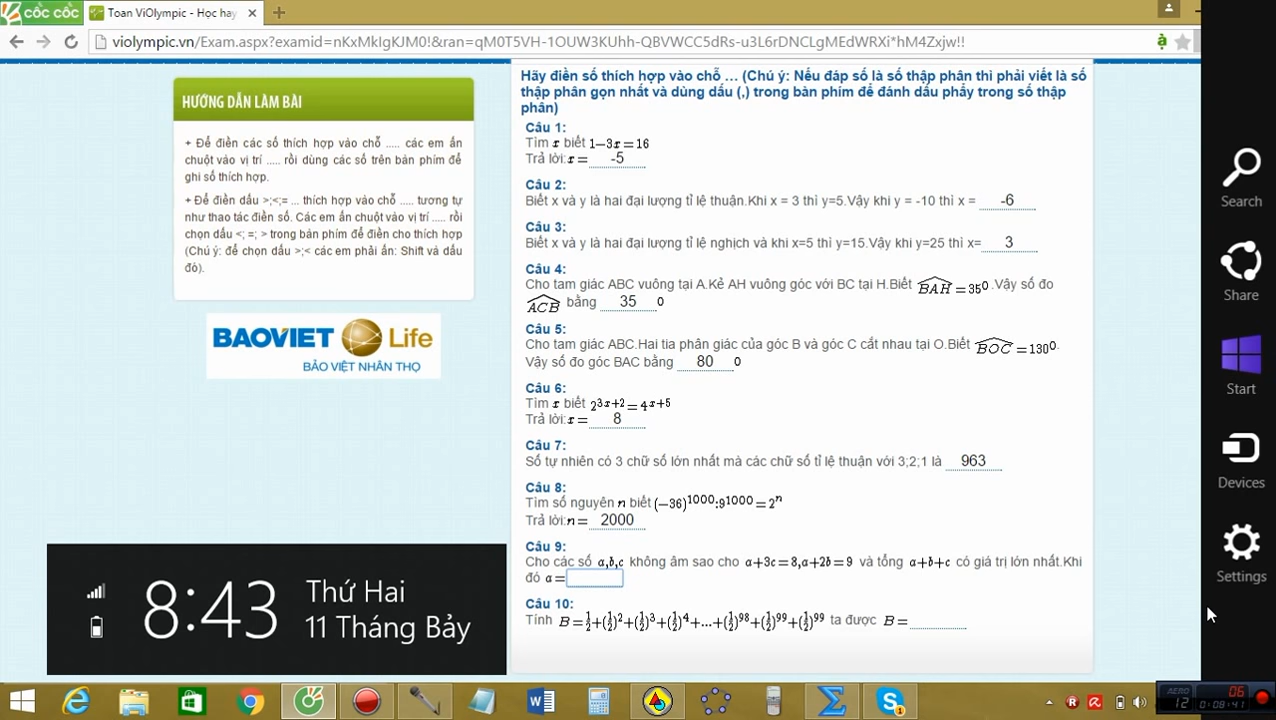 cốc cốc
Toan ViOlympic - Học hay
violympic.vn/Exam.aspx?examid=nKxMkIgKJM0!&ran=qMI0T5VH-1OUW3KUhh-QBVWCC5dRs-u3L6rDNCLgMEdWRXi*hM4Zxjw!!
HƯỚNG DẪN LÀM BÀI
+ Để điền các số thích hợp vào chỗ ..... các em ấn
chuột vào vị trí ..... rồi dùng các số trên bàn phím để
ghi số thích hợp.
+ Để điền dấu >;<;= ... thích hợp vào chỗ ..... tương tự
như thao tác điền số. Các em ấn chuột vào vị trí ..... rồi
chọn dấu <; =; > trong bàn phím để điền cho thích hợp
(Chú ý: để chọn dấu >;< các em phải ấn: Shift và dấu
đó).
BAOVIET Life
BẢO VIỆT NHÂN THỌ
Hãy điền số thích hợp vào chỗ ... (Chú ý: Nếu đáp số là số thập phân thì phải viết là số
thập phân gọn nhất và dùng dấu (,) trong bàn phím để đánh dấu phẩy trong số thập
phân)
Câu 1:
Tìm x biết 1−3x=16
Trả lời:x= -5
Câu 2:
Biết x và y là hai đại lượng tỉ lệ thuận.Khi x = 3 thì y=5.Vậy khi y = -10 thì x = -6
Câu 3:
Biết x và y là hai đại lượng tỉ lệ nghịch và khi x=5 thì y=15.Vậy khi y=25 thì x= 3
Câu 4:
Cho tam giác ABC vuông tại A.Kẻ AH vuông góc với BC tại H.Biết BAH=35⁰.Vậy số đo
ACB bằng 35 0
Câu 5:
Cho tam giác ABC.Hai tia phân giác của góc B và góc C cắt nhau tại O.Biết BOC=130⁰.
Vậy số đo góc BAC bằng 80 0
Câu 6:
Tìm x biết 2^(3x+2)=4^(x+5)
Trả lời:x= 8
Câu 7:
Số tự nhiên có 3 chữ số lớn nhất mà các chữ số tỉ lệ thuận với 3;2;1 là 963
Câu 8:
Tìm số nguyên n biết (−36)^1000:9^1000=2^n
Trả lời:n= 2000
Câu 9:
Cho các số a,b,c không âm sao cho a+3c=8,a+2b=9 và tổng a+b+c có giá trị lớn nhất.Khi
đó a=
Câu 10:
Tính B=1/2+(1/2)^2+(1/2)^3+(1/2)^4+...+(1/2)^98+(1/2)^99+(1/2)^99 ta được B=
8:43
Thứ Hai
11 Tháng Bảy
Search
Share
Start
Devices
Settings
AERO 06
12 0:08:41